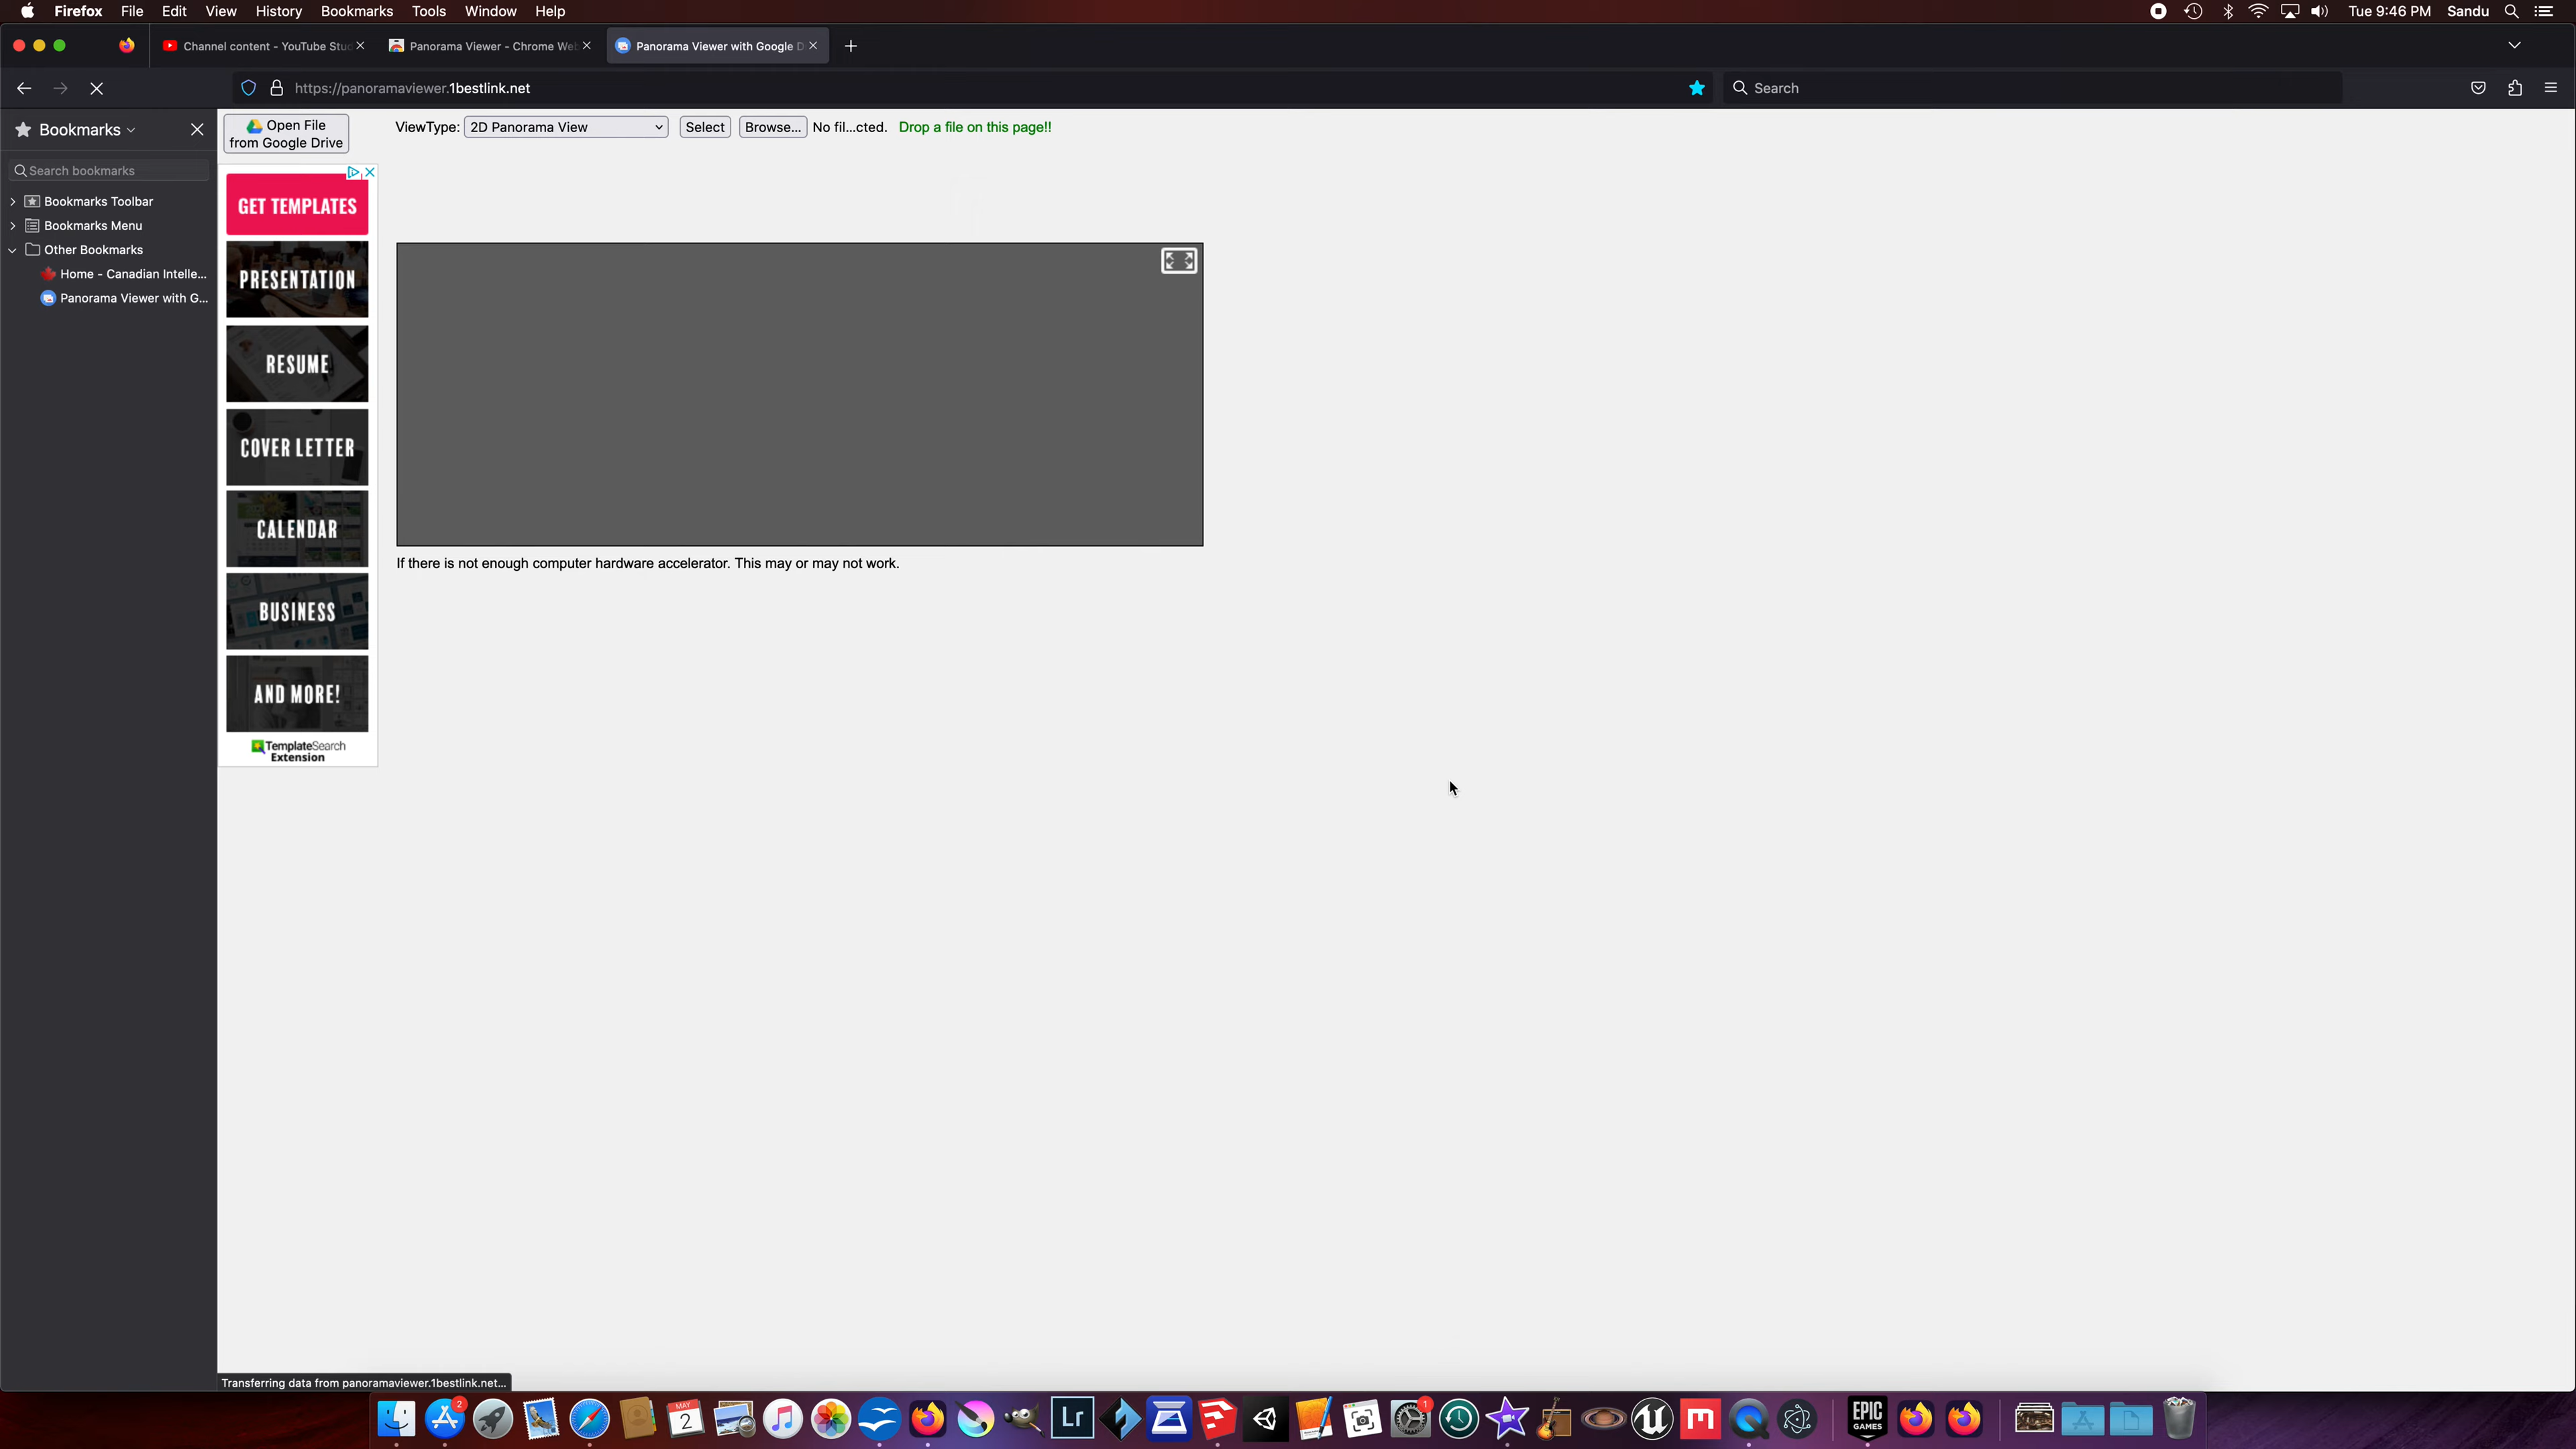 Firefox File Edit View History Bookmarks Tools Window Help Tue 9:46 PM Sandu
Channel content - YouTube Stu Panorama Viewer - Chrome We Panorama Viewer with Google D
https://panoramaviewer.1bestlink.net Search
Bookmarks
Search bookmarks
Bookmarks Toolbar
Bookmarks Menu
Other Bookmarks
Home - Canadian Intelle...
Panorama Viewer with G...
Open File
from Google Drive
ViewType: 2D Panorama View Select Browse... No fil...cted. Drop a file on this page!!
GET TEMPLATES
PRESENTATION
RESUME
COVER LETTER
CALENDAR
BUSINESS
AND MORE!
TemplateSearch
Extension
If there is not enough computer hardware accelerator. This may or may not work.
Transferring data from panoramaviewer.1bestlink.net...
2
MAY
2
Lr
1
EPIC
GAMES